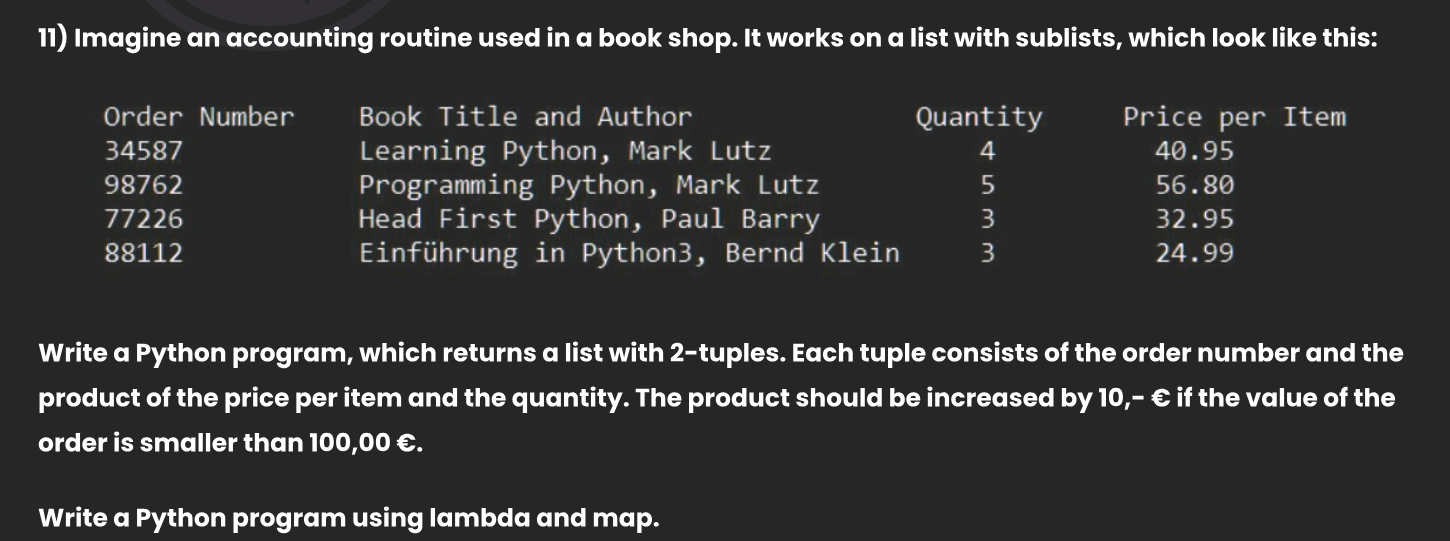 11) Imagine an accounting routine used in a book shop. It works on a list with sublists, which look like this:
Order Number Book Title and Author Quantity Price per Item
34587 Learning Python, Mark Lutz 4 40.95
98762 Programming Python, Mark Lutz 5 56.80
77226 Head First Python, Paul Barry 3 32.95
88112 Einführung in Python3, Bernd Klein 3 24.99
Write a Python program, which returns a list with 2-tuples. Each tuple consists of the order number and the
product of the price per item and the quantity. The product should be increased by 10,- € if the value of the
order is smaller than 100,00 €.
Write a Python program using lambda and map.